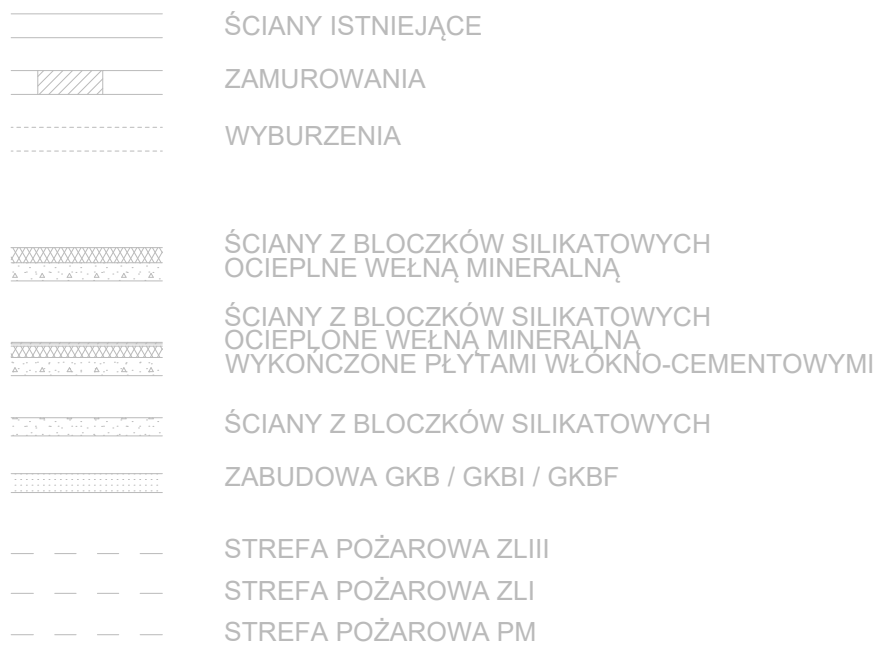 ŚCIANY ISTNIEJĄCE
ZAMUROWANIA
WYBURZENIA
ŚCIANY Z BLOCZKÓW SILIKATOWYCH
OCIEPLNE WEŁNĄ MINERALNĄ
ŚCIANY Z BLOCZKÓW SILIKATOWYCH
OCIEPLONE WEŁNĄ MINERALNĄ
WYKOŃCZONE PŁYTAMI WŁÓKNO-CEMENTOWYMI
ŚCIANY Z BLOCZKÓW SILIKATOWYCH
ZABUDOWA GKB / GKBI / GKBF
STREFA POŻAROWA ZLIII
STREFA POŻAROWA ZLI
STREFA POŻAROWA PM